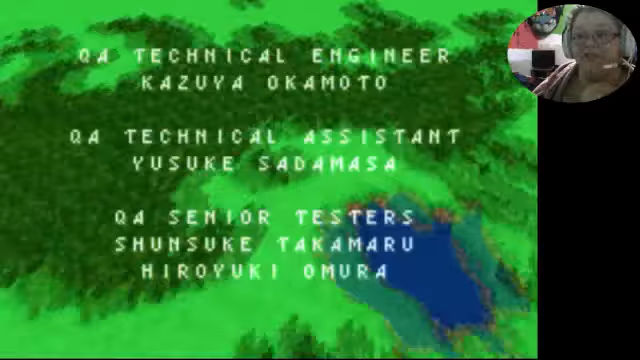 QA TECHNICAL ENGINEER
KAZUYA OKAMOTO
QA TECHNICAL ASSISTANT
YUSUKE SADAMASA
QA SENIOR TESTERS
SHUNSUKE TAKAMARU
HIROYUKI OMURA